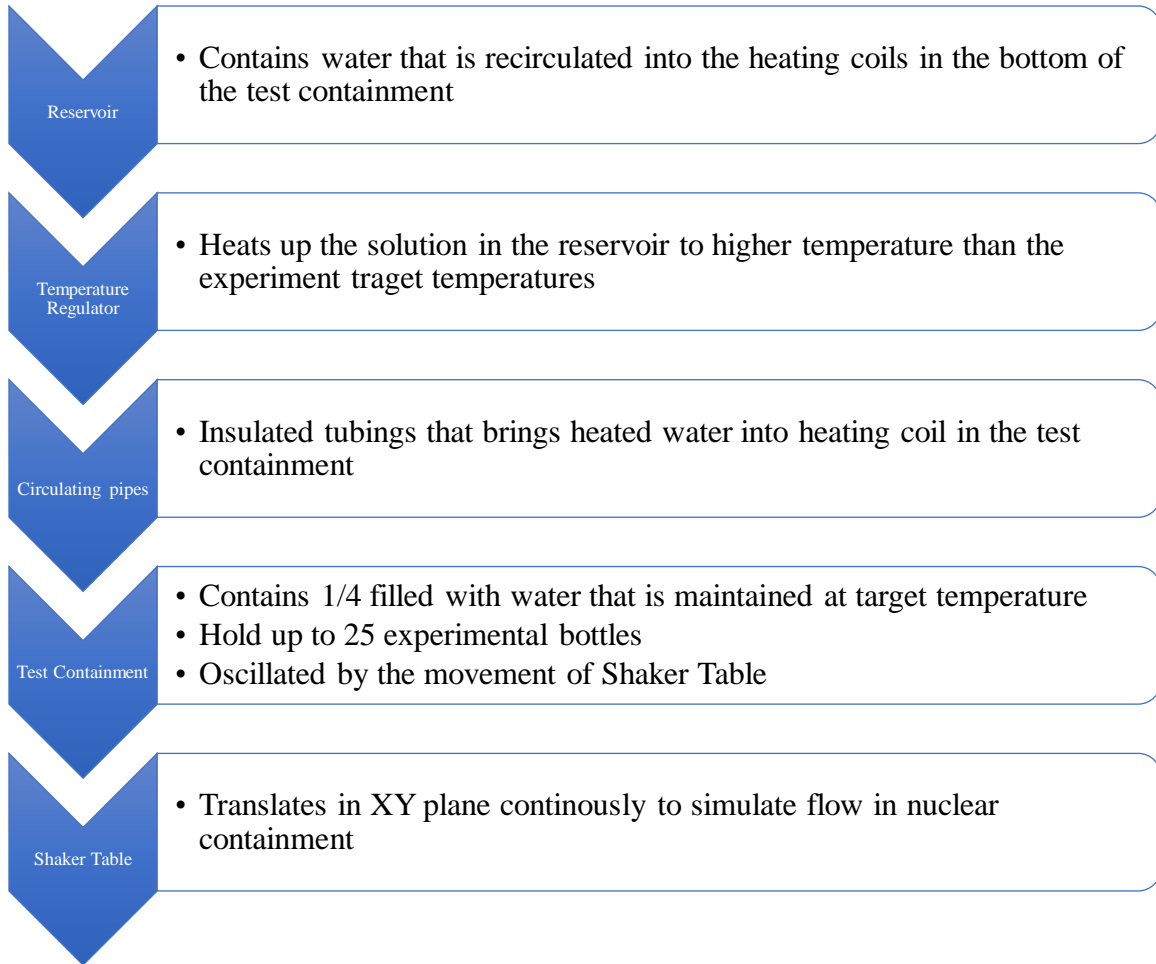 Reservoir
• Contains water that is recirculated into the heating coils in the bottom of
the test containment
Temperature
Regulator
• Heats up the solution in the reservoir to higher temperature than the
experiment traget temperatures
Circulating pipes
• Insulated tubings that brings heated water into heating coil in the test
containment
Test Containment
• Contains 1/4 filled with water that is maintained at target temperature
• Hold up to 25 experimental bottles
• Oscillated by the movement of Shaker Table
Shaker Table
• Translates in XY plane continously to simulate flow in nuclear
containment